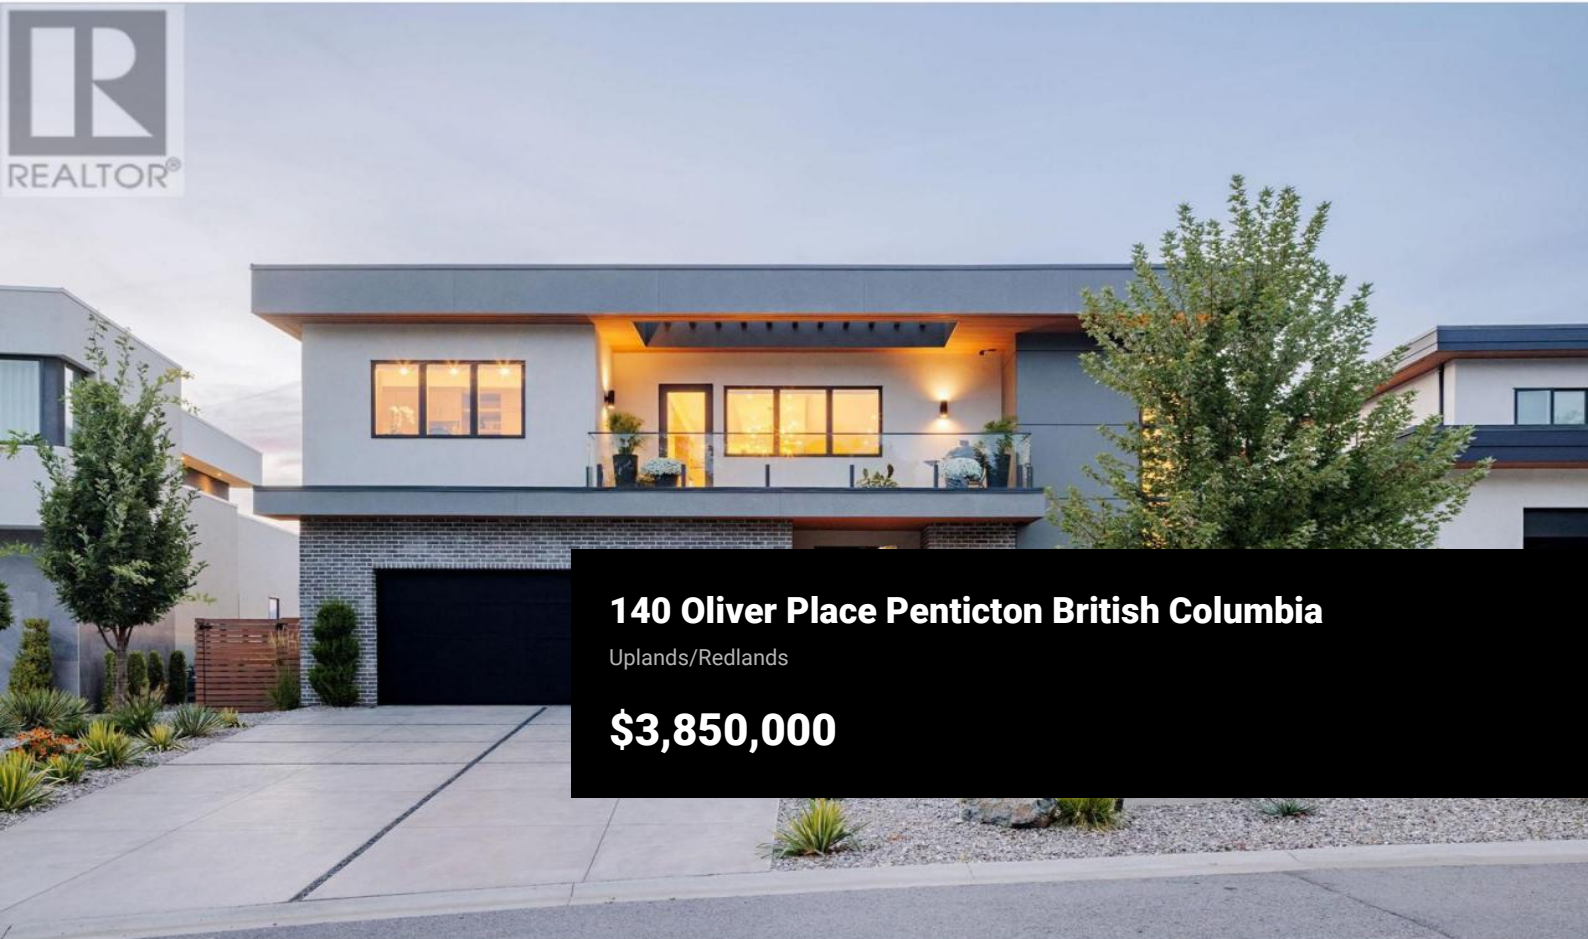 R
REALTOR®
140 Oliver Place Penticton British Columbia
Uplands/Redlands
$3,850,000